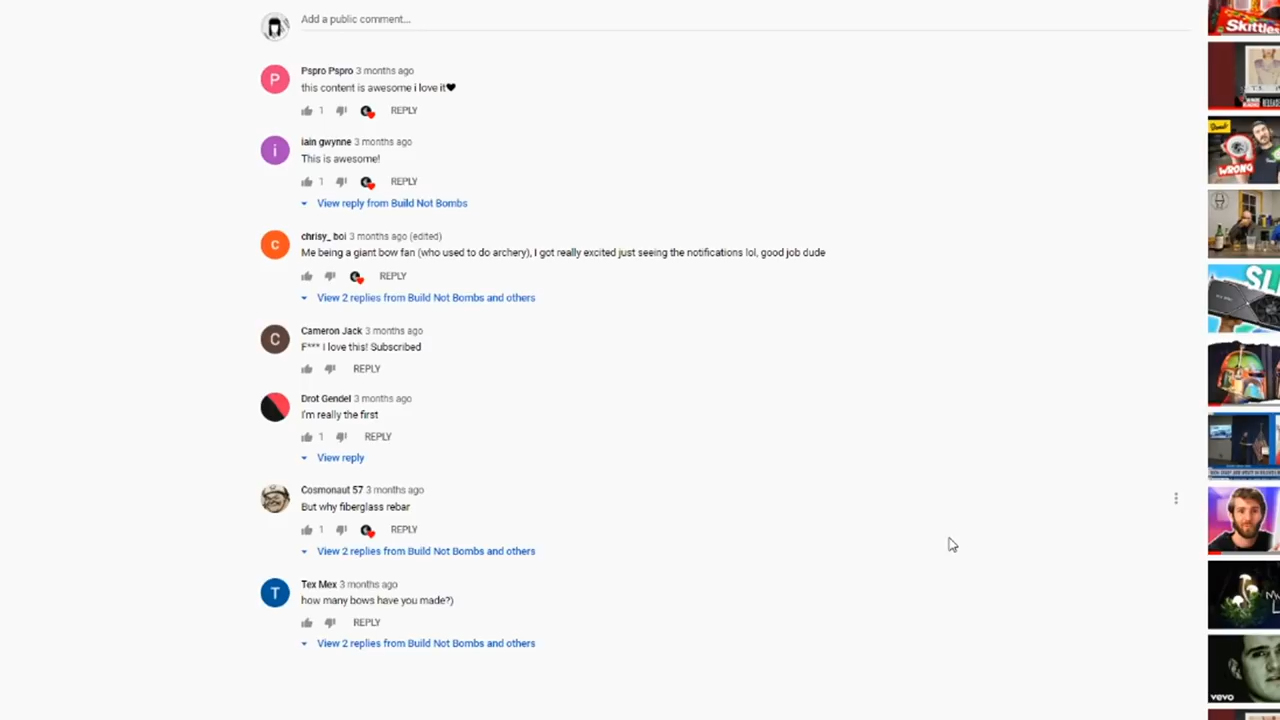 Add a public comment...
Skittles
P
Pspro Pspro 3 months ago
this content is awesome i love it🖤
1 REPLY
i
iain gwynne 3 months ago
This is awesome!
1 REPLY
View reply from Build Not Bombs
WRONG
c
chrisy_ boi 3 months ago (edited)
Me being a giant bow fan (who used to do archery), I got really excited just seeing the notifications lol, good job dude
REPLY
View 2 replies from Build Not Bombs and others
SL
C
Cameron Jack 3 months ago
F*** I love this! Subscribed
REPLY
Drot Gendel 3 months ago
I'm really the first
1 REPLY
View reply
Cosmonaut 57 3 months ago
But why fiberglass rebar
1 REPLY
View 2 replies from Build Not Bombs and others
T
Tex Mex 3 months ago
how many bows have you made?)
REPLY
View 2 replies from Build Not Bombs and others
vevo